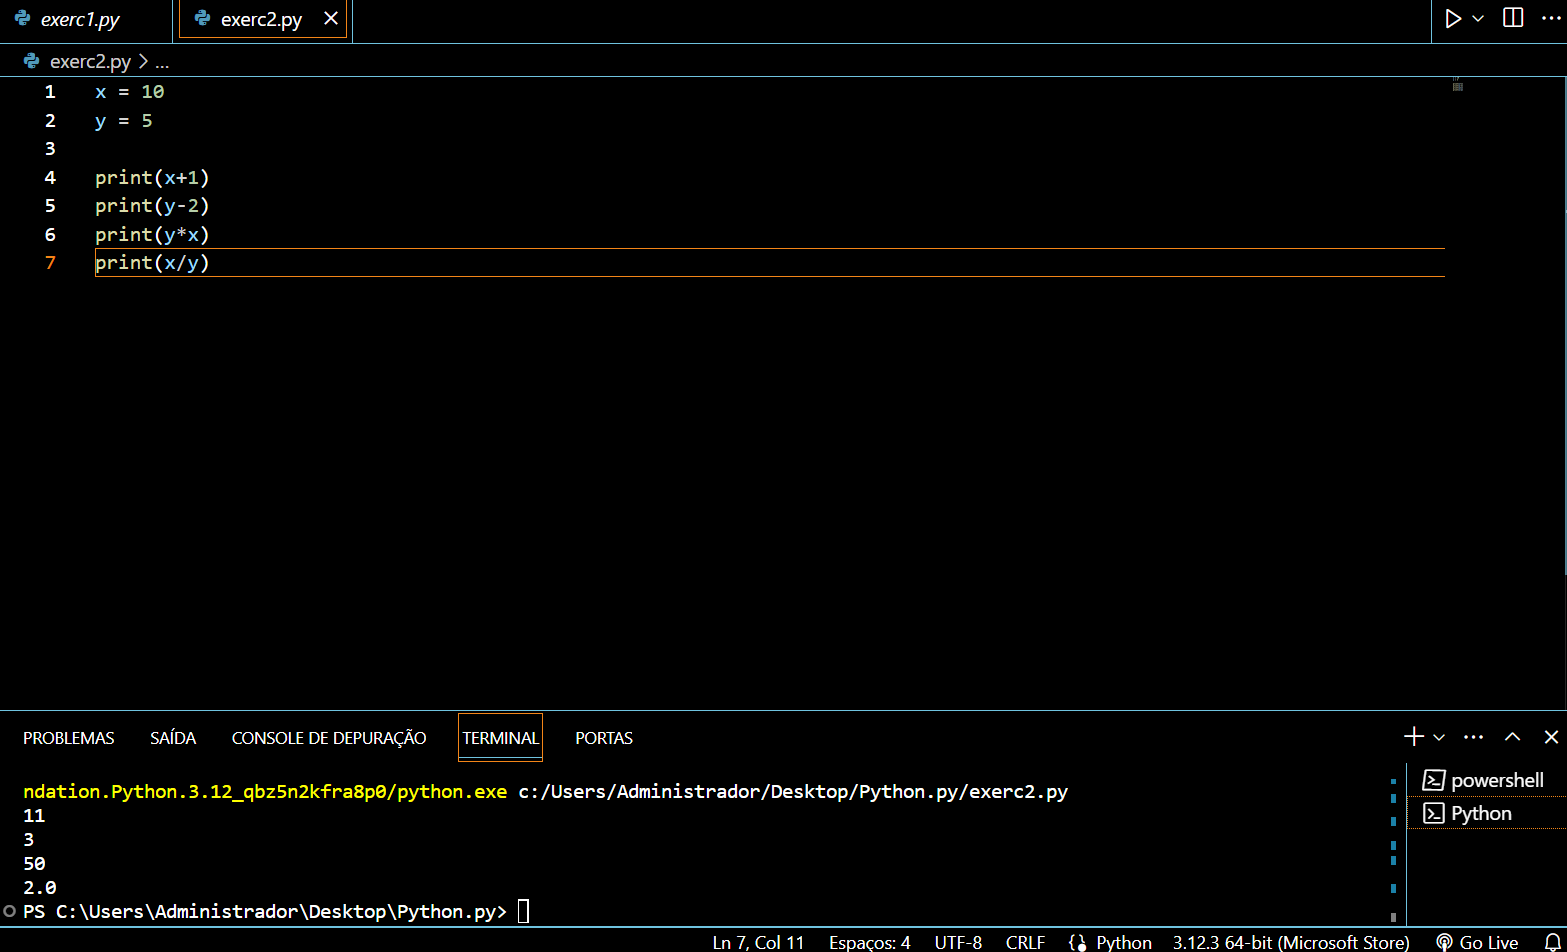 exerc1.py exerc2.py
exerc2.py > ...
1 x = 10
2 y = 5
3
4 print(x+1)
5 print(y-2)
6 print(y*x)
7 print(x/y)
PROBLEMAS SAÍDA CONSOLE DE DEPURAÇÃO TERMINAL PORTAS
ndation.Python.3.12_qbz5n2kfra8p0/python.exe c:/Users/Administrador/Desktop/Python.py/exerc2.py
11
3
50
2.0
PS C:\Users\Administrador\Desktop\Python.py>
powershell
Python
Ln 7, Col 11 Espaços: 4 UTF-8 CRLF Python 3.12.3 64-bit (Microsoft Store) Go Live